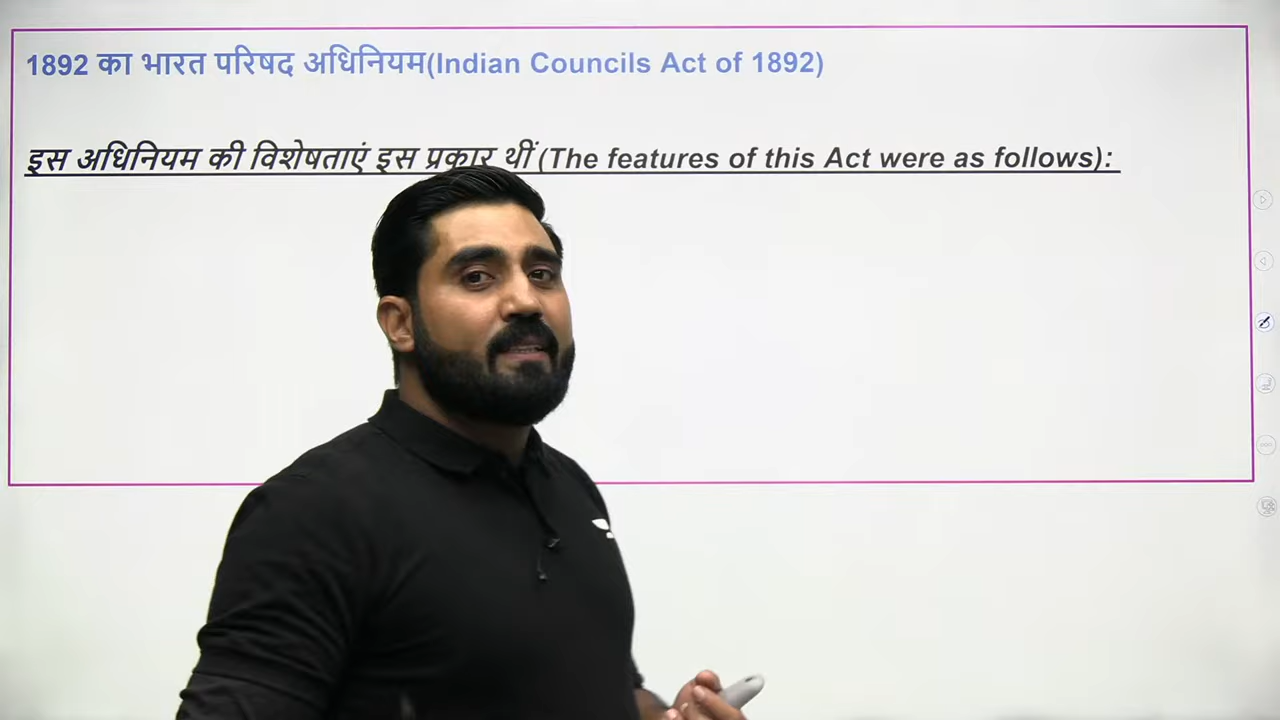 1892 का भारत परिषद अधिनियम(Indian Councils Act of 1892)
इस अधिनियम की विशेषताएं इस प्रकार थीं (The features of this Act were as follows):